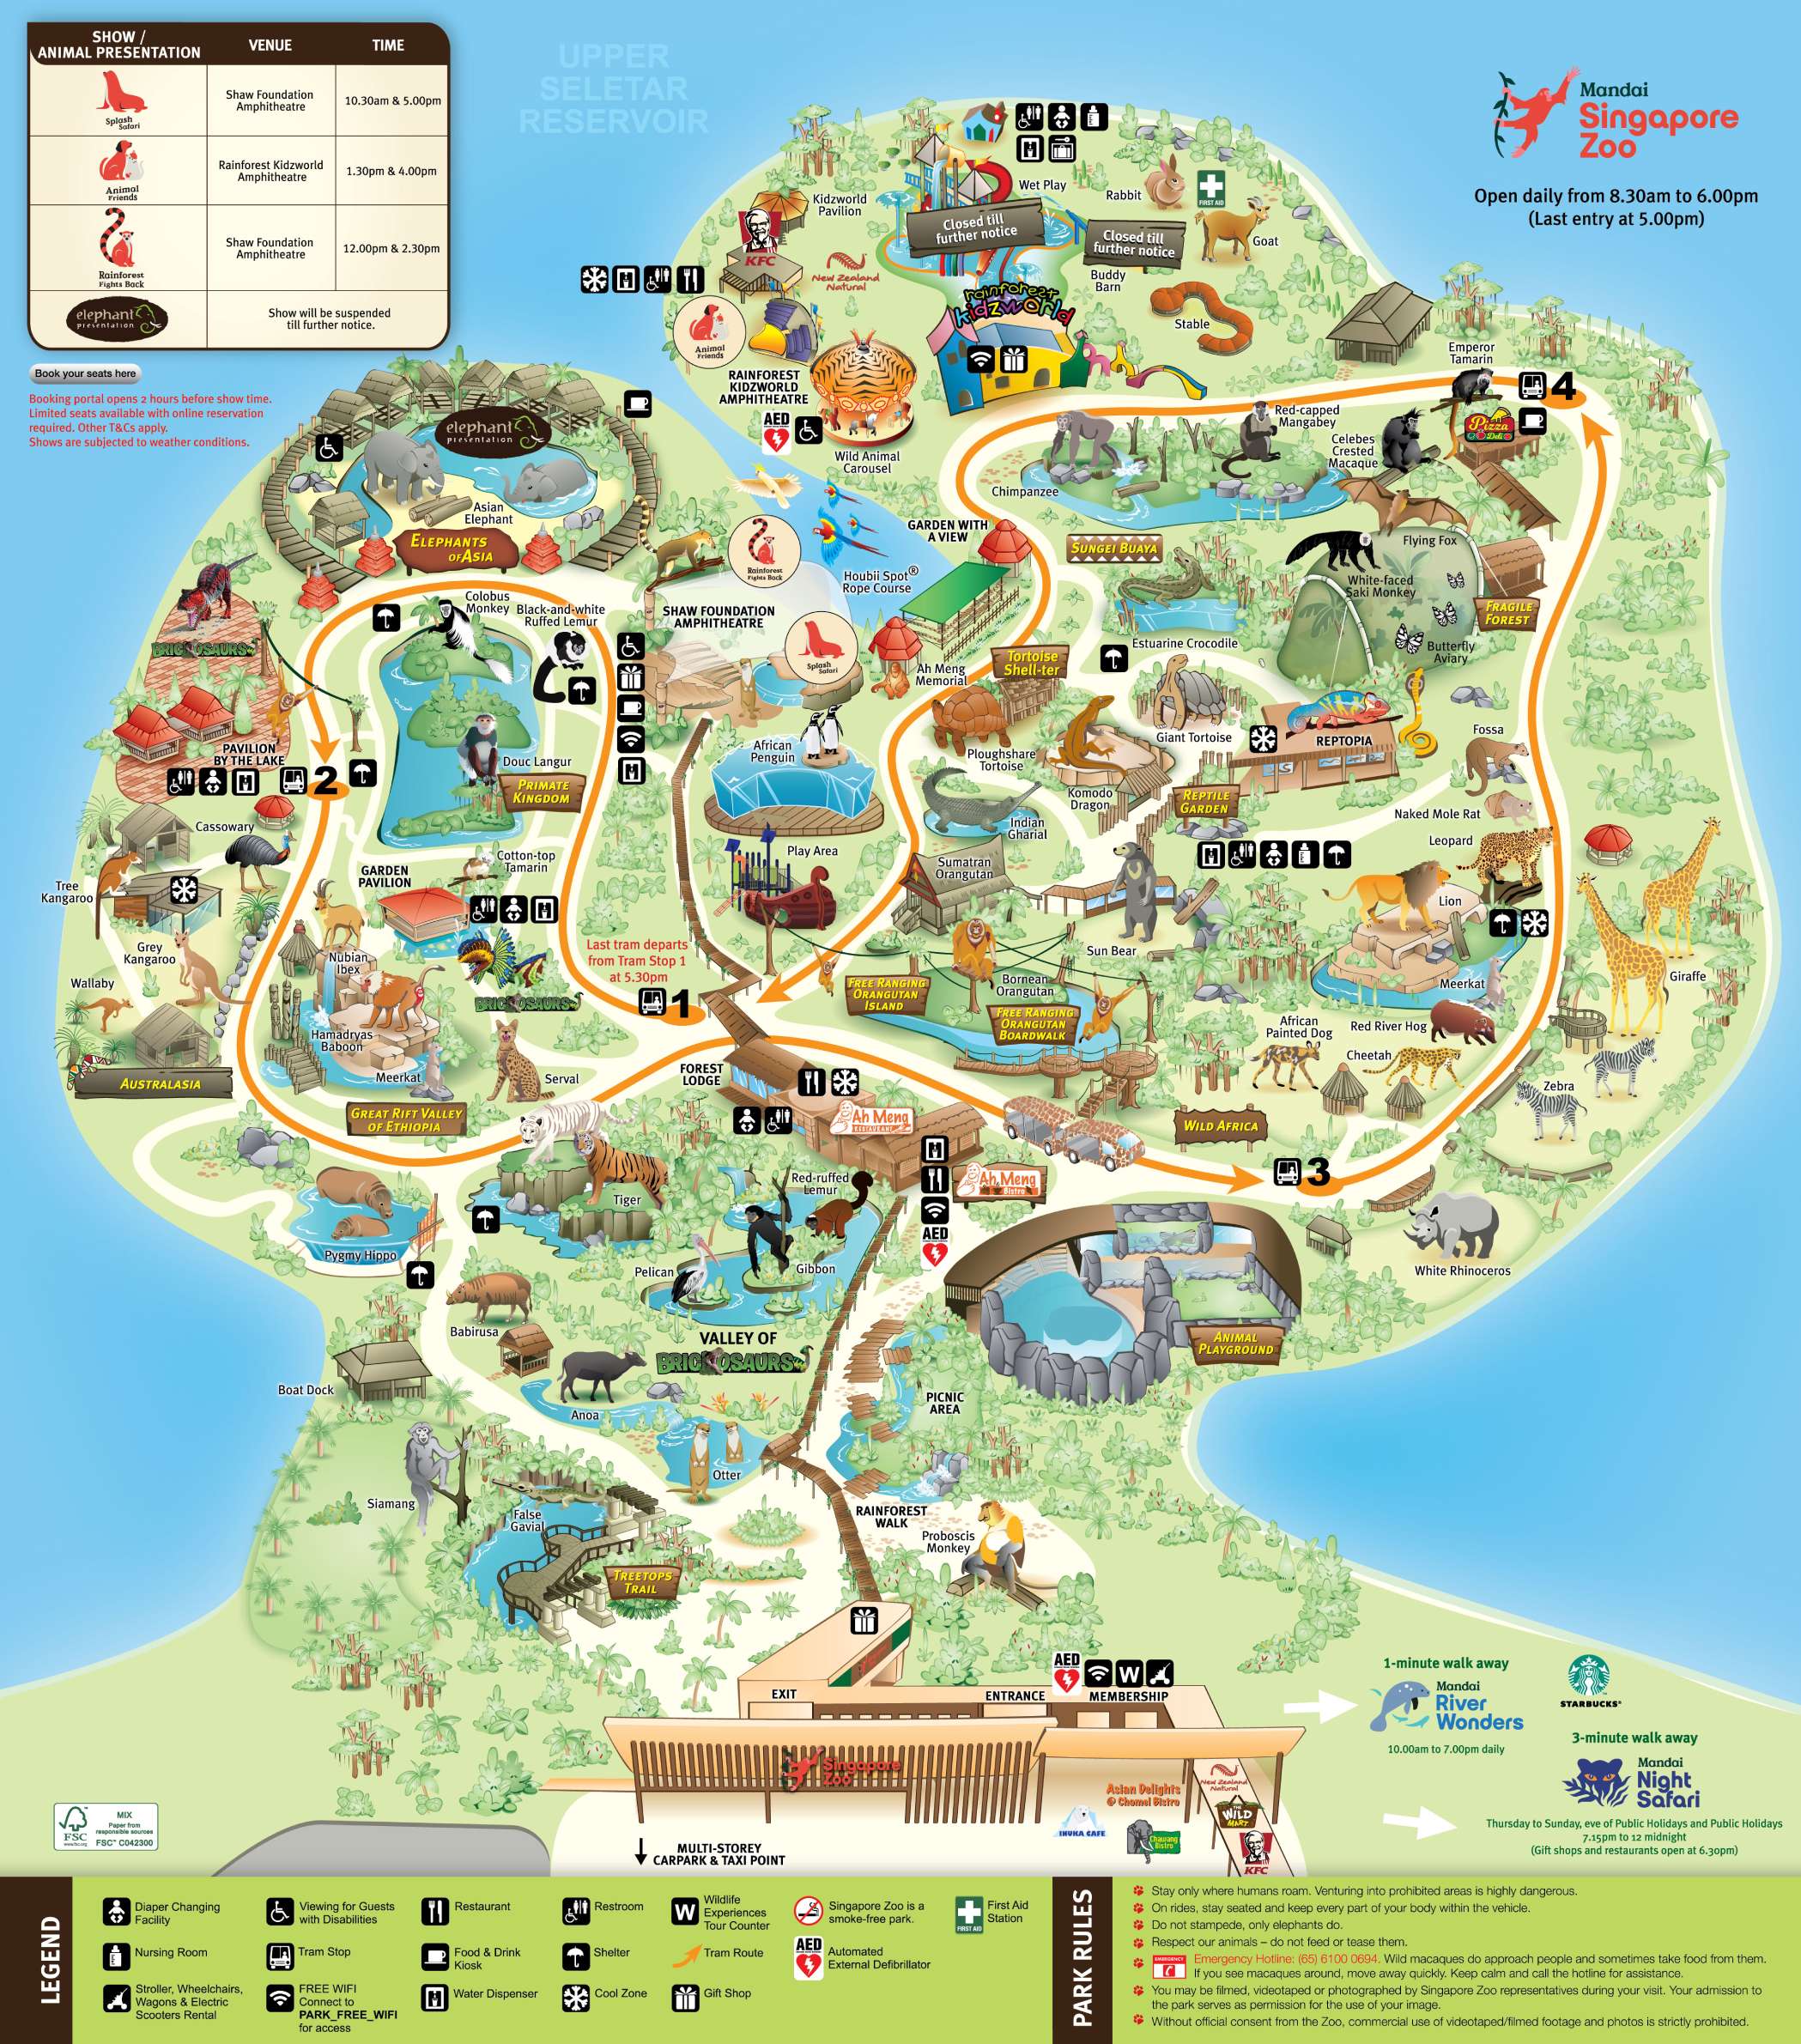 SHOW /
ANIMAL PRESENTATION
VENUE
TIME
Splash
Safari
Shaw Foundation
Amphitheatre
10.30am & 5.00pm
Animal
Friends
Rainforest Kidzworld
Amphitheatre
1.30pm & 4.00pm
Rainforest
Fights Back
Shaw Foundation
Amphitheatre
12.00pm & 2.30pm
elephant
presentation
Show will be suspended
till further notice.
Book your seats here
Booking portal opens 2 hours before show time.
Limited seats available with online reservation
required. Other T&Cs apply.
Shows are subjected to weather conditions.
UPPER
SELETAR
RESERVOIR
Mandai
Singapore
Zoo
Open daily from 8.30am to 6.00pm
(Last entry at 5.00pm)
Kidzworld
Pavilion
Wet Play
Closed till
further notice
Rabbit
FIRST AID
Goat
Closed till
further notice
Buddy
Barn
KFC
New Zealand
Natural
rainforest
kidzworld
Stable
Animal
Friends
RAINFOREST
KIDZWORLD
AMPHITHEATRE
AED
Wild Animal
Carousel
Emperor
Tamarin
4
Pizza
Deli
Red-capped
Mangabey
Celebes
Crested
Macaque
Chimpanzee
elephant
presentation
Asian
Elephant
ELEPHANTS
OF ASIA
Rainforest
Fights Back
Houbii Spot®
Rope Course
GARDEN WITH
A VIEW
SUNGEI BUAYA
Flying Fox
White-faced
Saki Monkey
FRAGILE
FOREST
Butterfly
Aviary
Estuarine Crocodile
Colobus
Monkey
Black-and-white
Ruffed Lemur
SHAW FOUNDATION
AMPHITHEATRE
Splash
Safari
Ah Meng
Memorial
Tortoise
Shell-ter
BRICKOSAURS
PAVILION
BY THE LAKE
2
Douc Langur
PRIMATE
KINGDOM
African
Penguin
Ploughshare
Tortoise
Giant Tortoise
REPTOPIA
Fossa
Komodo
Dragon
REPTILE
GARDEN
Indian
Gharial
Naked Mole Rat
Leopard
Cassowary
Tree
Kangaroo
GARDEN
PAVILION
Cotton-top
Tamarin
Play Area
Sumatran
Orangutan
Lion
Grey
Kangaroo
Nubian
Ibex
Last tram departs
from Tram Stop 1
at 5.30pm
1
Sun Bear
Wallaby
BRICKOSAURS
FREE RANGING
ORANGUTAN
ISLAND
Bornean
Orangutan
Meerkat
Giraffe
FREE RANGING
ORANGUTAN
BOARDWALK
African
Painted Dog
Red River Hog
Cheetah
Hamadryas
Baboon
Meerkat
AUSTRALASIA
Serval
FOREST
LODGE
Zebra
GREAT RIFT VALLEY
OF ETHIOPIA
Ah Meng
RESTAURANT
WILD AFRICA
3
Ah Meng
Bistro
AED
Tiger
Red-ruffed
Lemur
Pygmy Hippo
Pelican
Gibbon
White Rhinoceros
Babirusa
VALLEY OF
BRICKOSAURS
ANIMAL
PLAYGROUND
Boat Dock
Anoa
PICNIC
AREA
Otter
Siamang
False
Gavial
RAINFOREST
WALK
Proboscis
Monkey
TREETOPS
TRAIL
EXIT
ENTRANCE
AED
W
MEMBERSHIP
Singapore
Zoo
1-minute walk away
Mandai
River
Wonders
10.00am to 7.00pm daily
STARBUCKS
3-minute walk away
Mandai
Night
Safari
Thursday to Sunday, eve of Public Holidays and Public Holidays
7.15pm to 12 midnight
(Gift shops and restaurants open at 6.30pm)
Asian Delights
@ Chomel Bistro
New Zealand
Natural
WILD
MART
INUKA CAFE
Chawang
Bistro
KFC
MULTI-STOREY
CARPARK & TAXI POINT
FSC
www.fsc.org
MIX
Paper from
responsible sources
FSC™ C042300
LEGEND
Diaper Changing
Facility
Nursing Room
Stroller, Wheelchairs,
Wagons & Electric
Scooters Rental
Viewing for Guests
with Disabilities
Tram Stop
FREE WIFI
Connect to
PARK_FREE_WIFI
for access
Restaurant
Food & Drink
Kiosk
Water Dispenser
Restroom
Shelter
Cool Zone
W
Wildlife
Experiences
Tour Counter
Tram Route
Gift Shop
Singapore Zoo is a
smoke-free park.
AED
Automated
External Defibrillator
FIRST AID
First Aid
Station
PARK RULES
Stay only where humans roam. Venturing into prohibited areas is highly dangerous.
On rides, stay seated and keep every part of your body within the vehicle.
Do not stampede, only elephants do.
Respect our animals – do not feed or tease them.
EMERGENCY
Emergency Hotline: (65) 6100 0694. Wild macaques do approach people and sometimes take food from them.
If you see macaques around, move away quickly. Keep calm and call the hotline for assistance.
You may be filmed, videotaped or photographed by Singapore Zoo representatives during your visit. Your admission to
the park serves as permission for the use of your image.
Without official consent from the Zoo, commercial use of videotaped/filmed footage and photos is strictly prohibited.